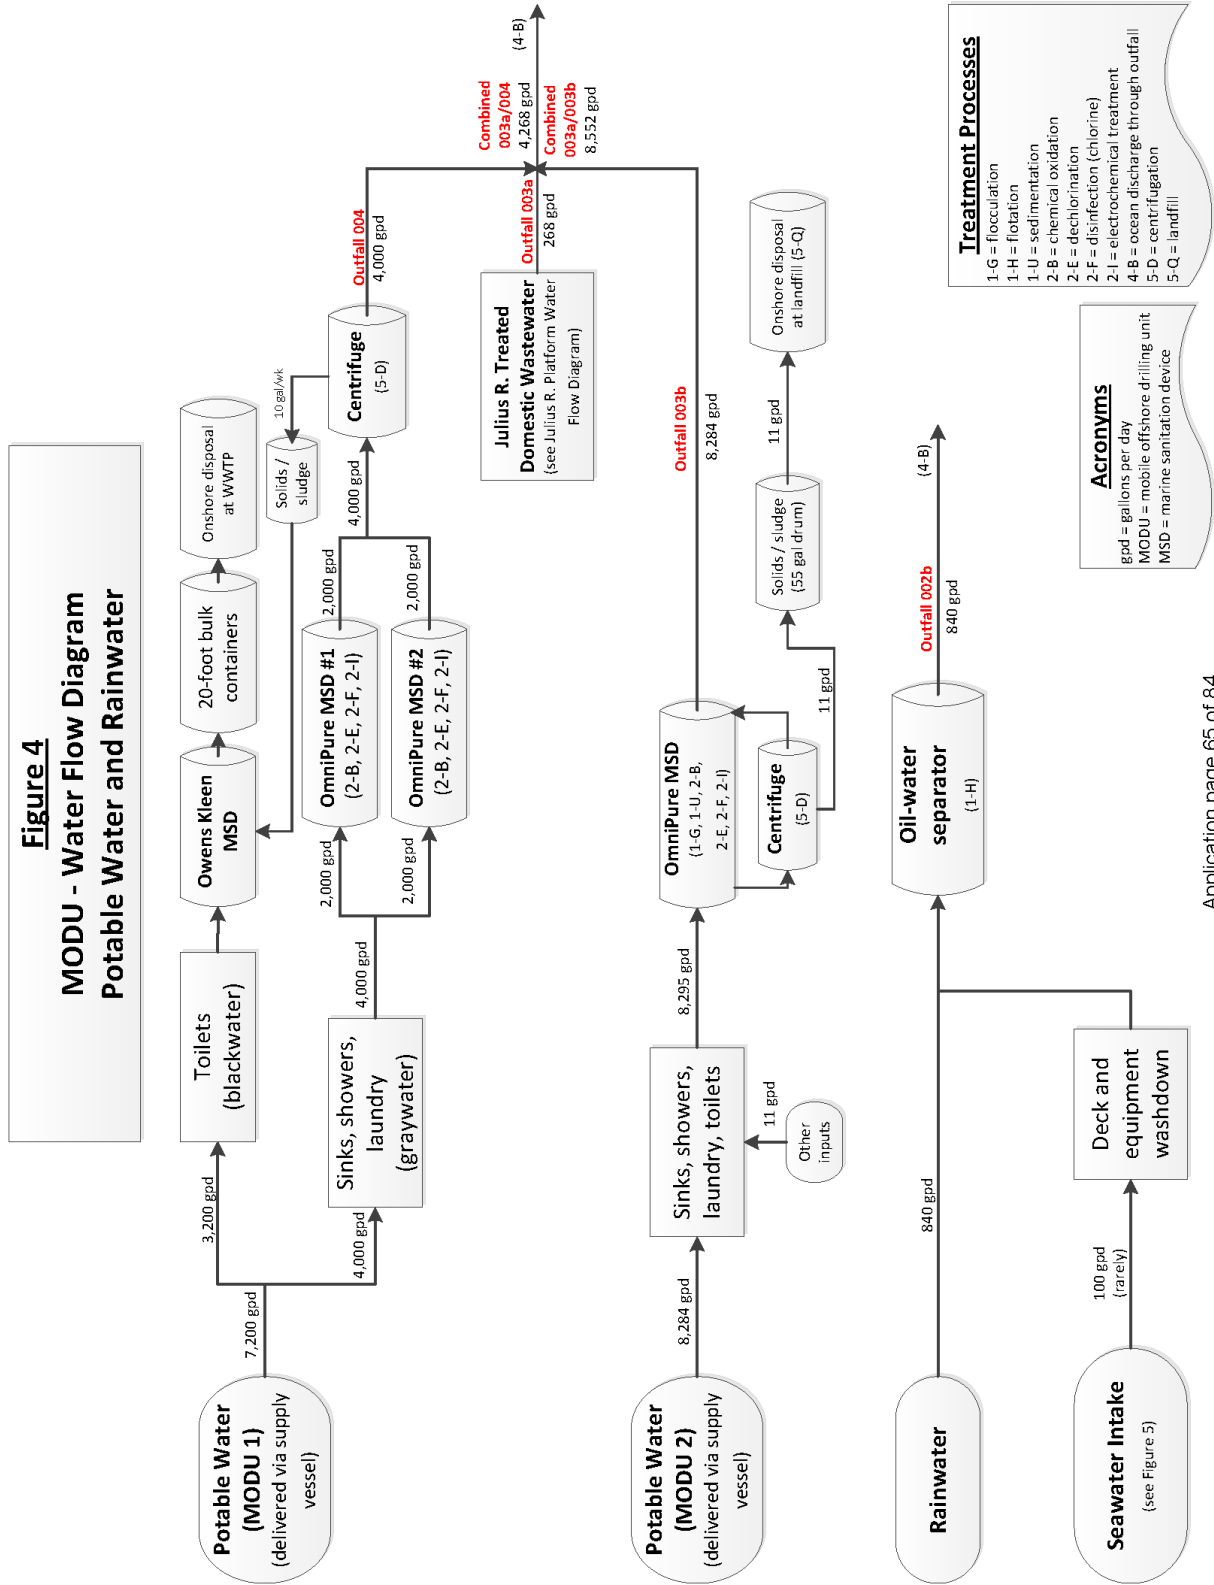 Figure 4
MODU - Water Flow Diagram
Potable Water and Rainwater
Potable Water
(MODU 1)
(delivered via supply
vessel)
7,200 gpd
3,200 gpd
4,000 gpd
Toilets
(blackwater)
Owens Kleen
MSD
20-foot bulk
containers
Onshore disposal
at WWTP
Sinks, showers,
laundry
(graywater)
4,000 gpd
2,000 gpd
2,000 gpd
OmniPure MSD #1
(2-B, 2-E, 2-F, 2-I)
OmniPure MSD #2
(2-B, 2-E, 2-F, 2-I)
2,000 gpd
2,000 gpd
4,000 gpd
Solids /
sludge
10 gal/wk
Centrifuge
(5-D)
Outfall 004
4,000 gpd
Julius R. Treated
Domestic Wastewater
(see Julius R. Platform Water
Flow Diagram)
Outfall 003a
268 gpd
Combined
003a/004
4,268 gpd
Combined
003a/003b
8,552 gpd
(4-B)
Potable Water
(MODU 2)
(delivered via supply
vessel)
8,284 gpd
Sinks, showers,
laundry, toilets
11 gpd
Other
inputs
8,295 gpd
OmniPure MSD
(1-G, 1-U, 2-B,
2-E, 2-F, 2-I)
Centrifuge
(5-D)
11 gpd
Solids / sludge
(55 gal drum)
11 gpd
Onshore disposal
at landfill (5-Q)
Outfall 003b
8,284 gpd
Rainwater
840 gpd
Seawater Intake
(see Figure 5)
100 gpd
(rarely)
Deck and
equipment
washdown
Oil-water
separator
(1-H)
Outfall 002b
840 gpd
(4-B)
Acronyms
gpd = gallons per day
MODU = mobile offshore drilling unit
MSD = marine sanitation device
Treatment Processes
1-G = flocculation
1-H = flotation
1-U = sedimentation
2-B = chemical oxidation
2-E = dechlorination
2-F = disinfection (chlorine)
2-I = electrochemical treatment
4-B = ocean discharge through outfall
5-D = centrifugation
5-Q = landfill
Application page 65 of 84